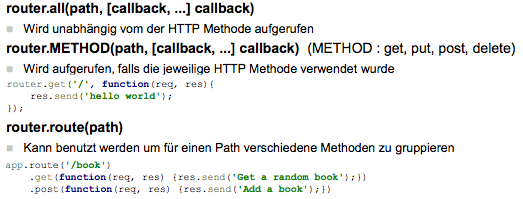 router.all(path, [callback, ...] callback)
Wird unabhängig vom der HTTP Methode aufgerufen
router.METHOD(path, [callback, ...] callback) (METHOD : get, put, post, delete)
Wird aufgerufen, falls die jeweilige HTTP Methode verwendet wurde
router.get('/', function(req, res){
    res.send('hello world');
});
router.route(path)
Kann benutzt werden um für einen Path verschiedene Methoden zu gruppieren
app.route('/book')
    .get(function(req, res) {res.send('Get a random book');})
    .post(function(req, res) {res.send('Add a book');})